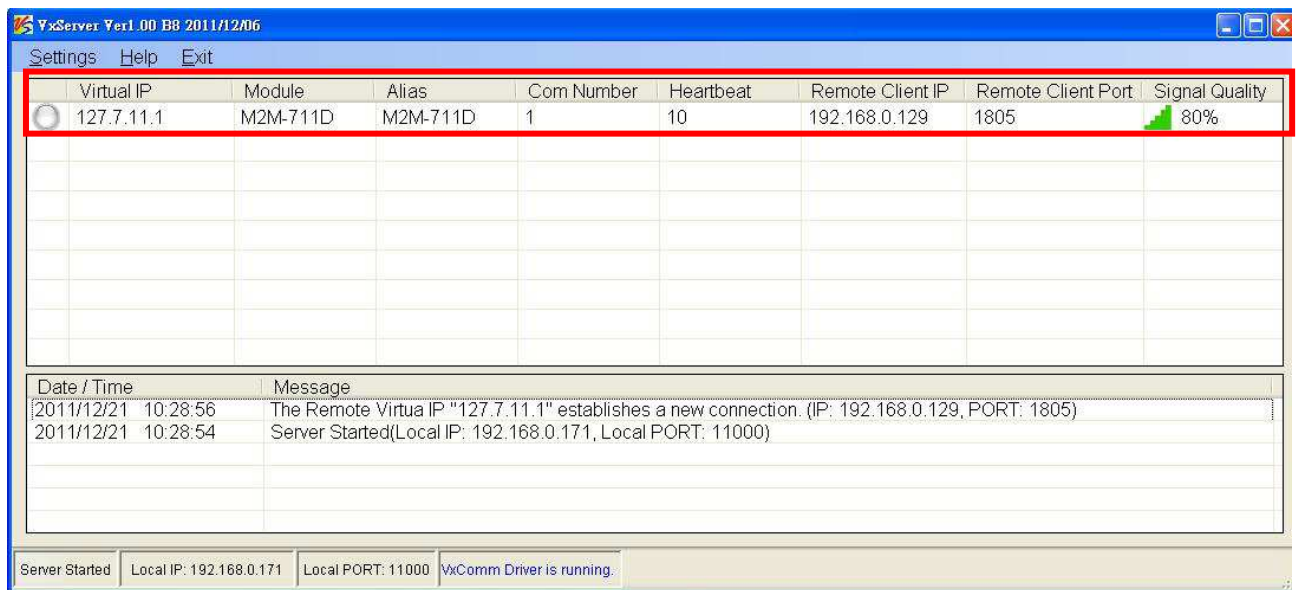 VxServer Ver1.00 B8 2011/12/06
Settings Help Exit
Virtual IP Module Alias Com Number Heartbeat Remote Client IP Remote Client Port Signal Quality
127.7.11.1 M2M-711D M2M-711D 1 10 192.168.0.129 1805 80%
Date / Time Message
2011/12/21 10:28:56 The Remote Virtua IP "127.7.11.1" establishes a new connection. (IP: 192.168.0.129, PORT: 1805)
2011/12/21 10:28:54 Server Started(Local IP: 192.168.0.171, Local PORT: 11000)
Server Started Local IP: 192.168.0.171 Local PORT: 11000 VxComm Driver is running.